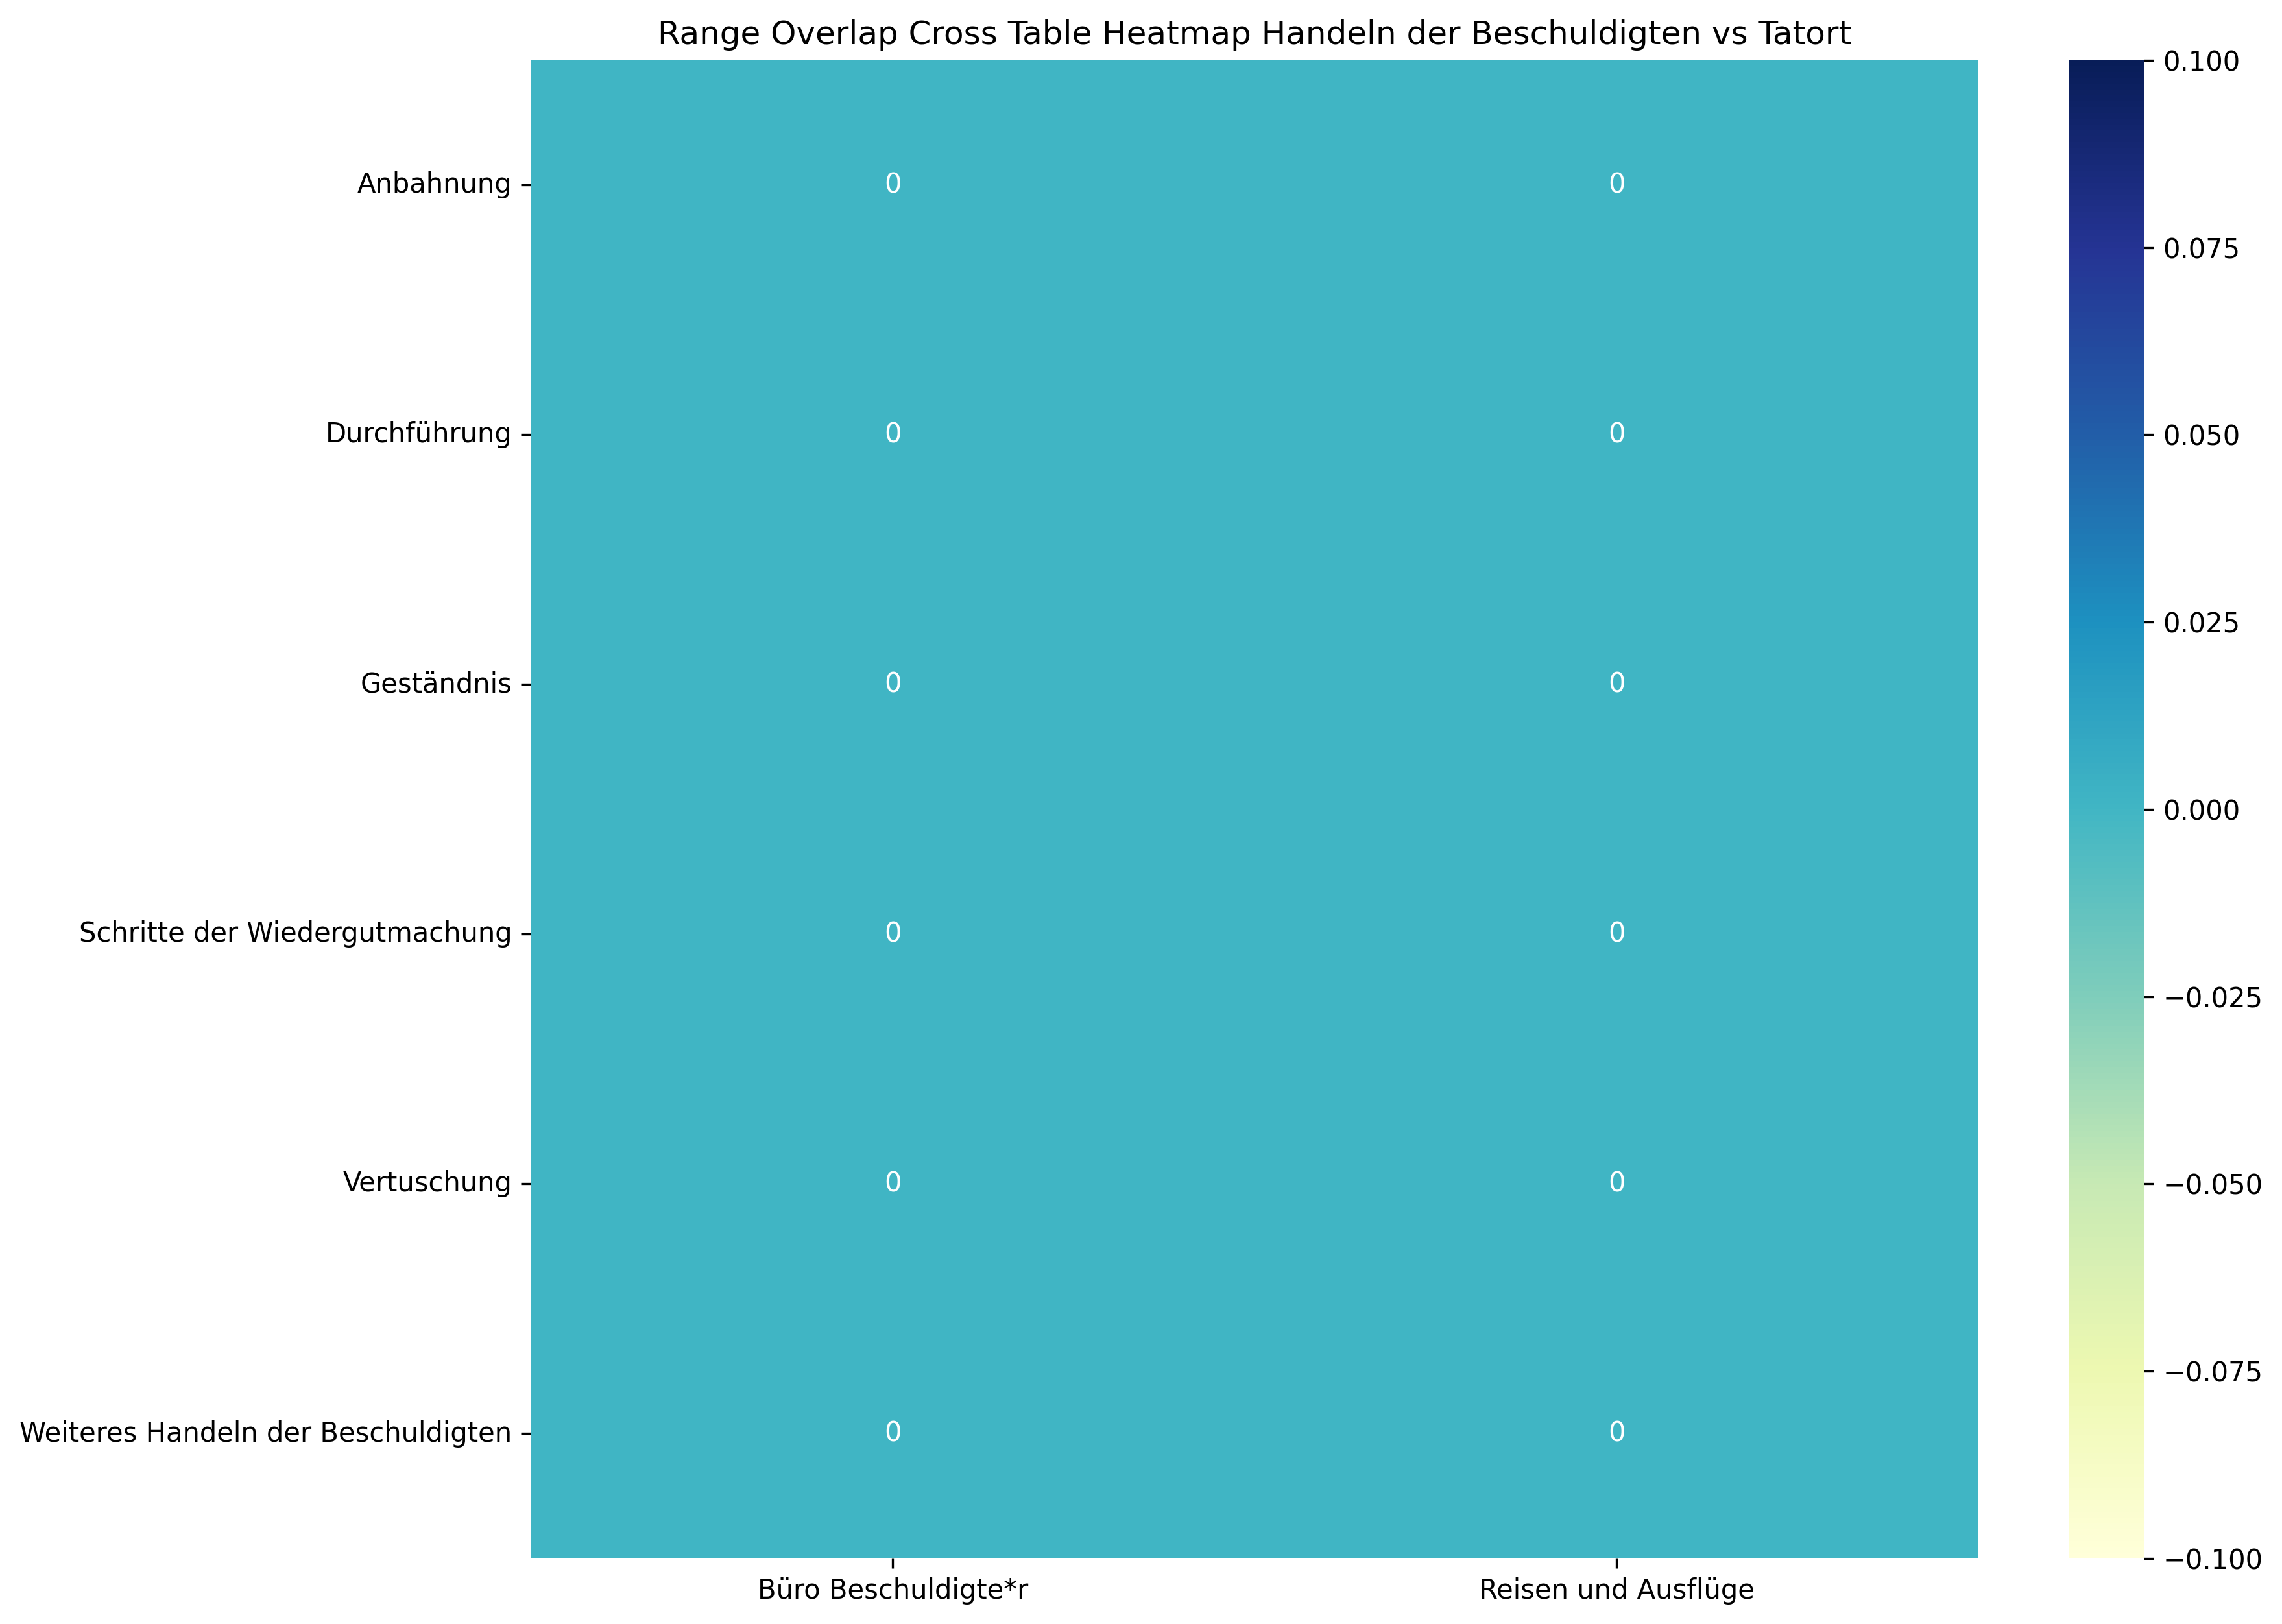 Range Overlap Cross Table Heatmap Handeln der Beschuldigten vs Tatort
Anbahnung 0 0
Durchführung 0 0
Geständnis 0 0
Schritte der Wiedergutmachung 0 0
Vertuschung 0 0
Weiteres Handeln der Beschuldigten 0 0
Büro Beschuldigte*r Reisen und Ausflüge
0.100
0.075
0.050
0.025
0.000
−0.025
−0.050
−0.075
−0.100